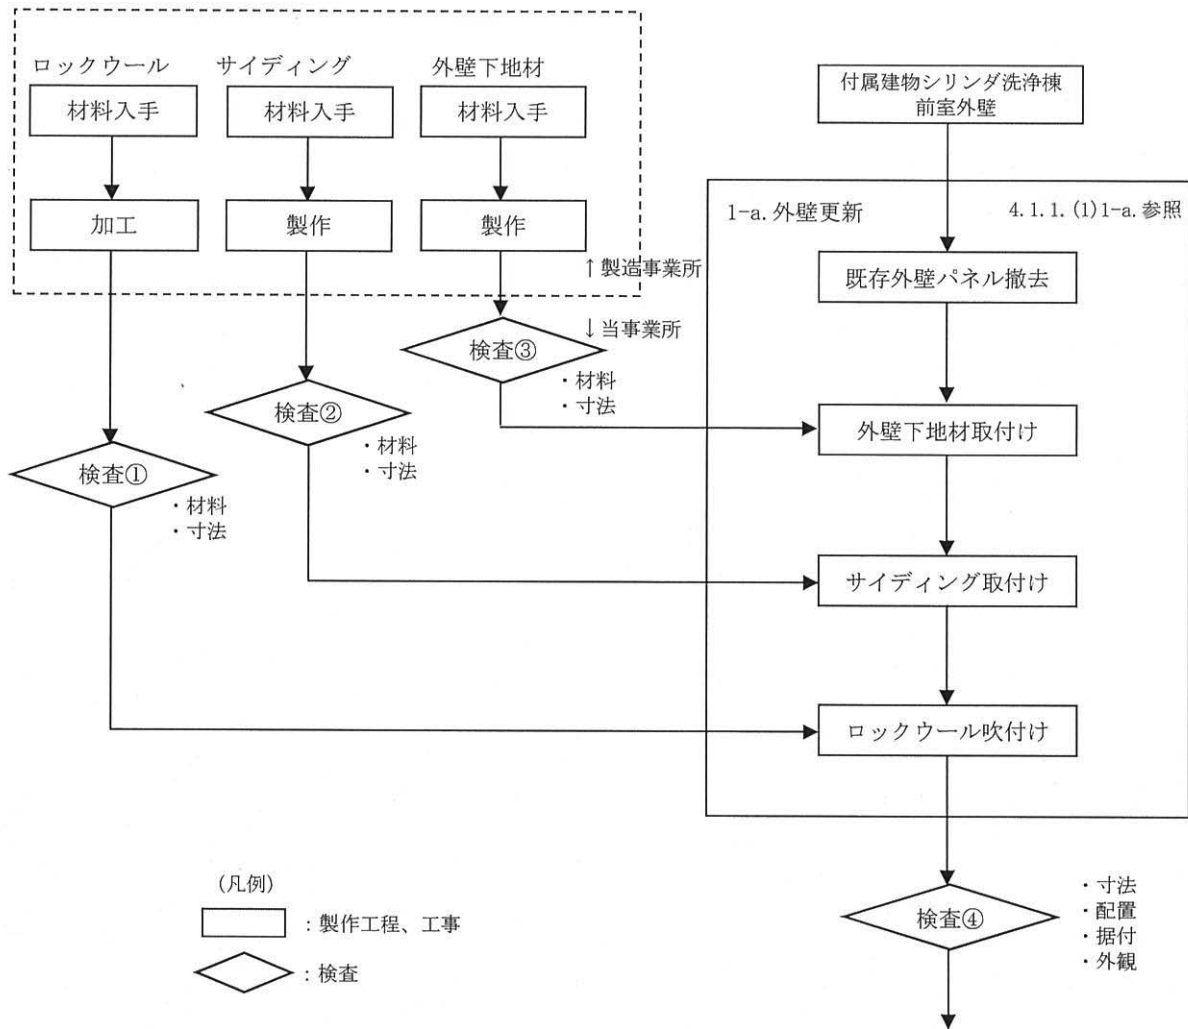 ロックウール
サイディング
外壁下地材
材料入手
材料入手
材料入手
加工
製作
製作
↑製造事業所
↓当事業所
検査③
・材料
・寸法
検査②
・材料
・寸法
検査①
・材料
・寸法
付属建物シリンダ洗浄棟
前室外壁
1-a. 外壁更新
4.1.1.(1)1-a. 参照
既存外壁パネル撤去
外壁下地材取付け
サイディング取付け
ロックウール吹付け
検査④
・寸法
・配置
・据付
・外観
(凡例)
：製作工程、工事
：検査